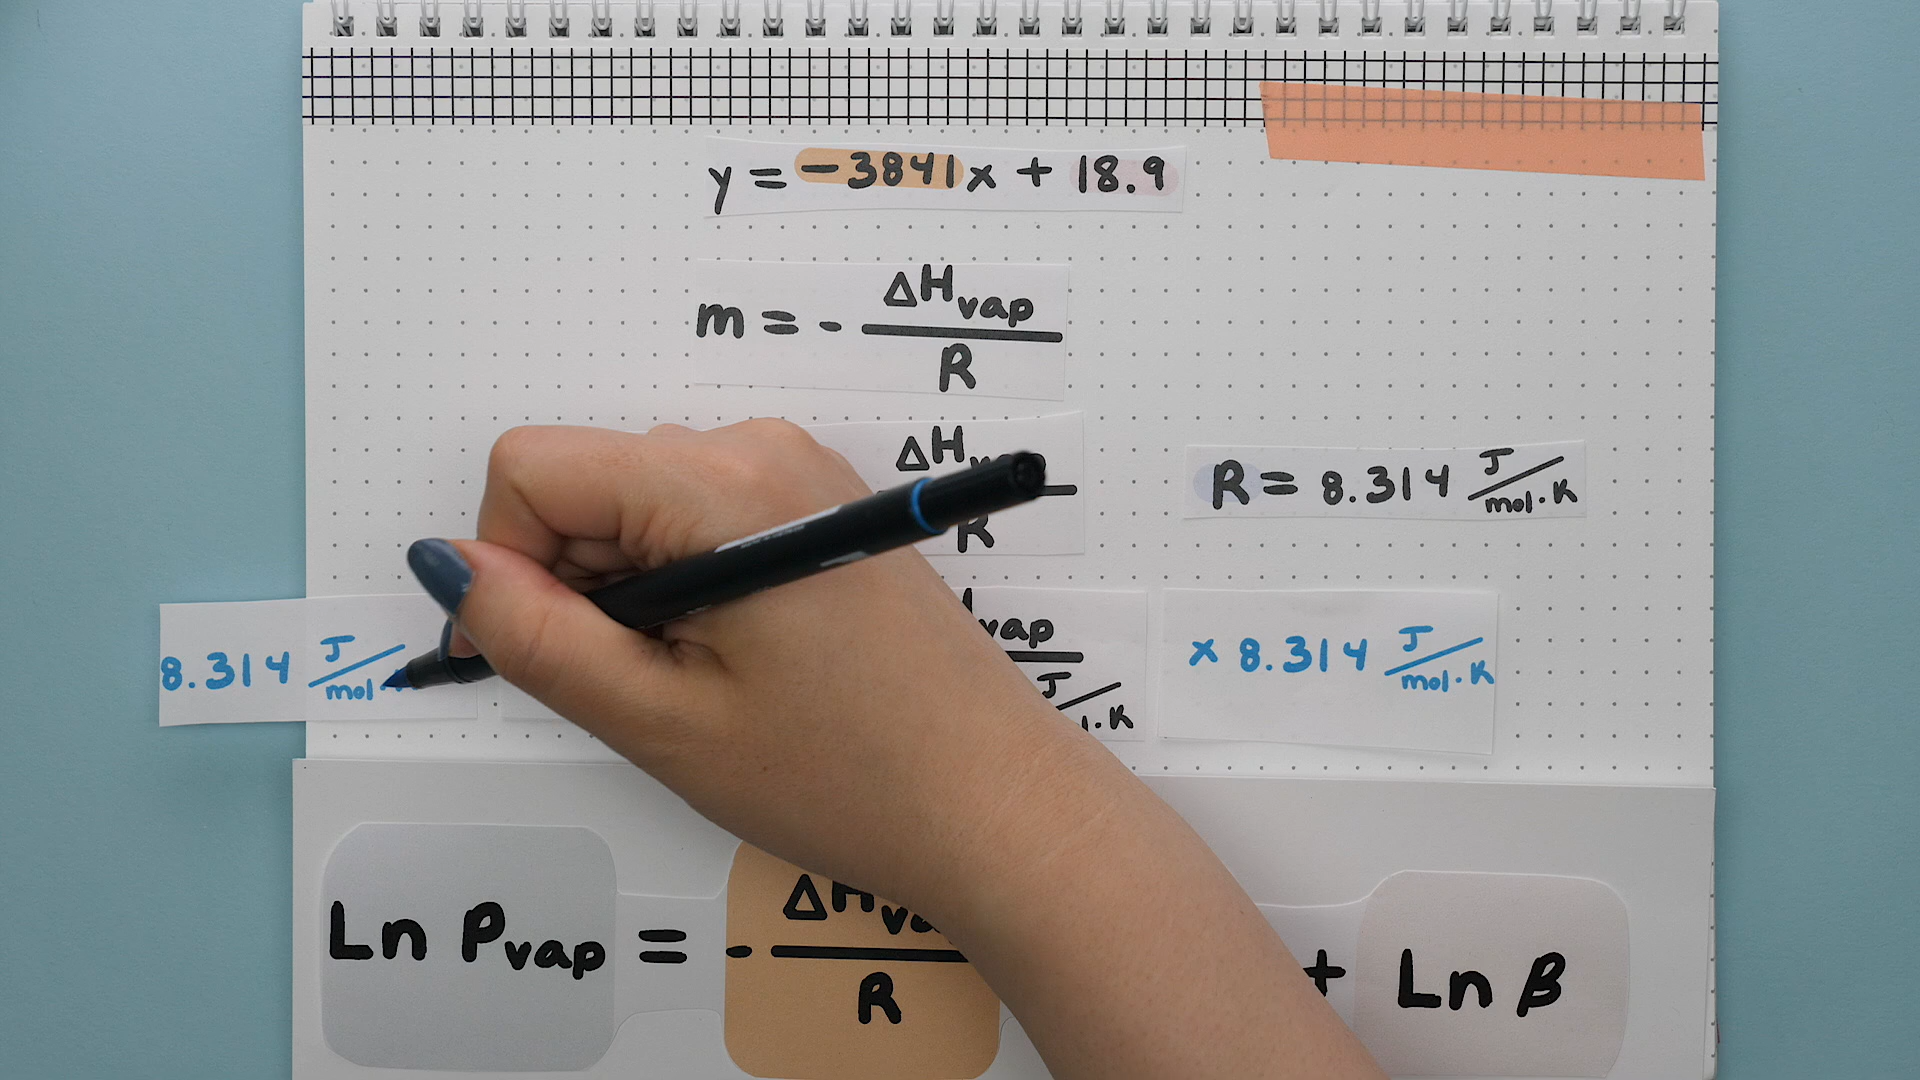 y = -3841x + 18.9
m = - ΔHvap / R
ΔH / R
R = 8.314 J/mol·K
8.314 J/mol·
vap
J/ ·K
× 8.314 J/mol·K
Ln Pvap = - ΔH / R + Ln β